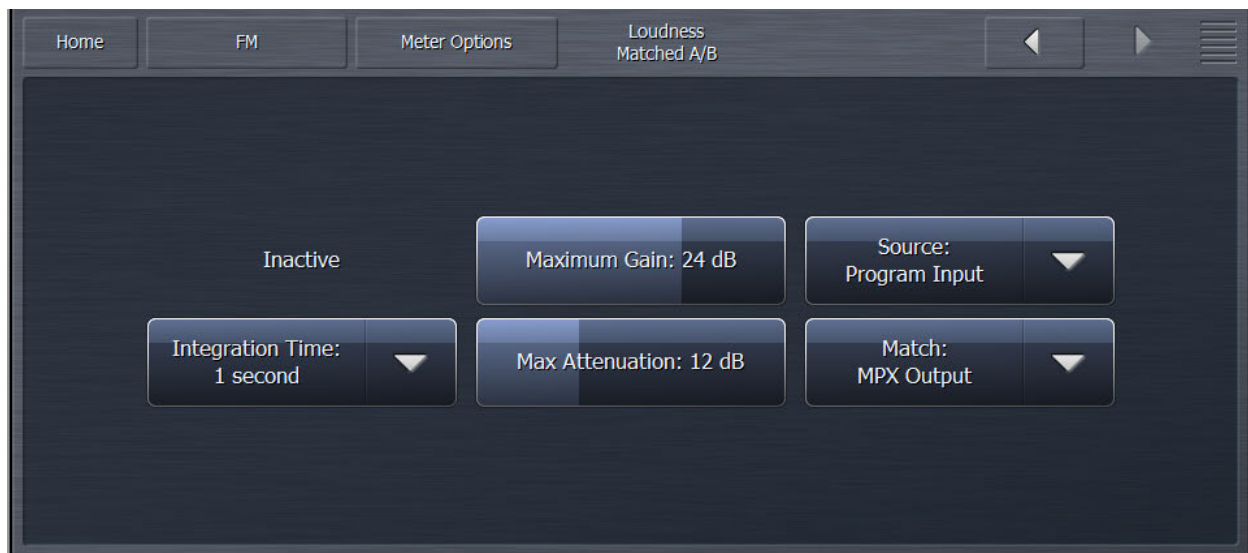 Home
FM
Meter Options
Loudness
Matched A/B
Inactive
Maximum Gain: 24 dB
Source:
Program Input
Integration Time:
1 second
Max Attenuation: 12 dB
Match:
MPX Output